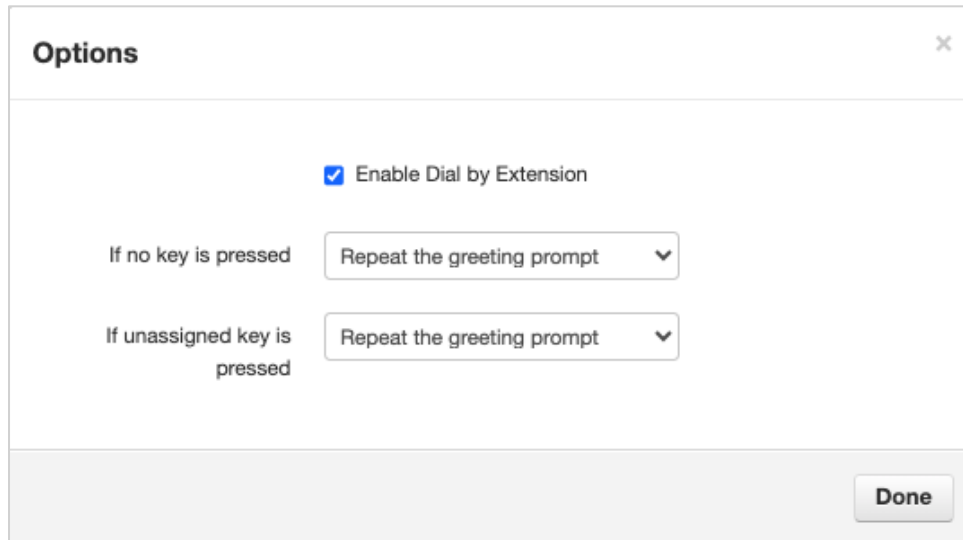 Options
Enable Dial by Extension
If no key is pressed
Repeat the greeting prompt
If unassigned key is
pressed
Repeat the greeting prompt
Done